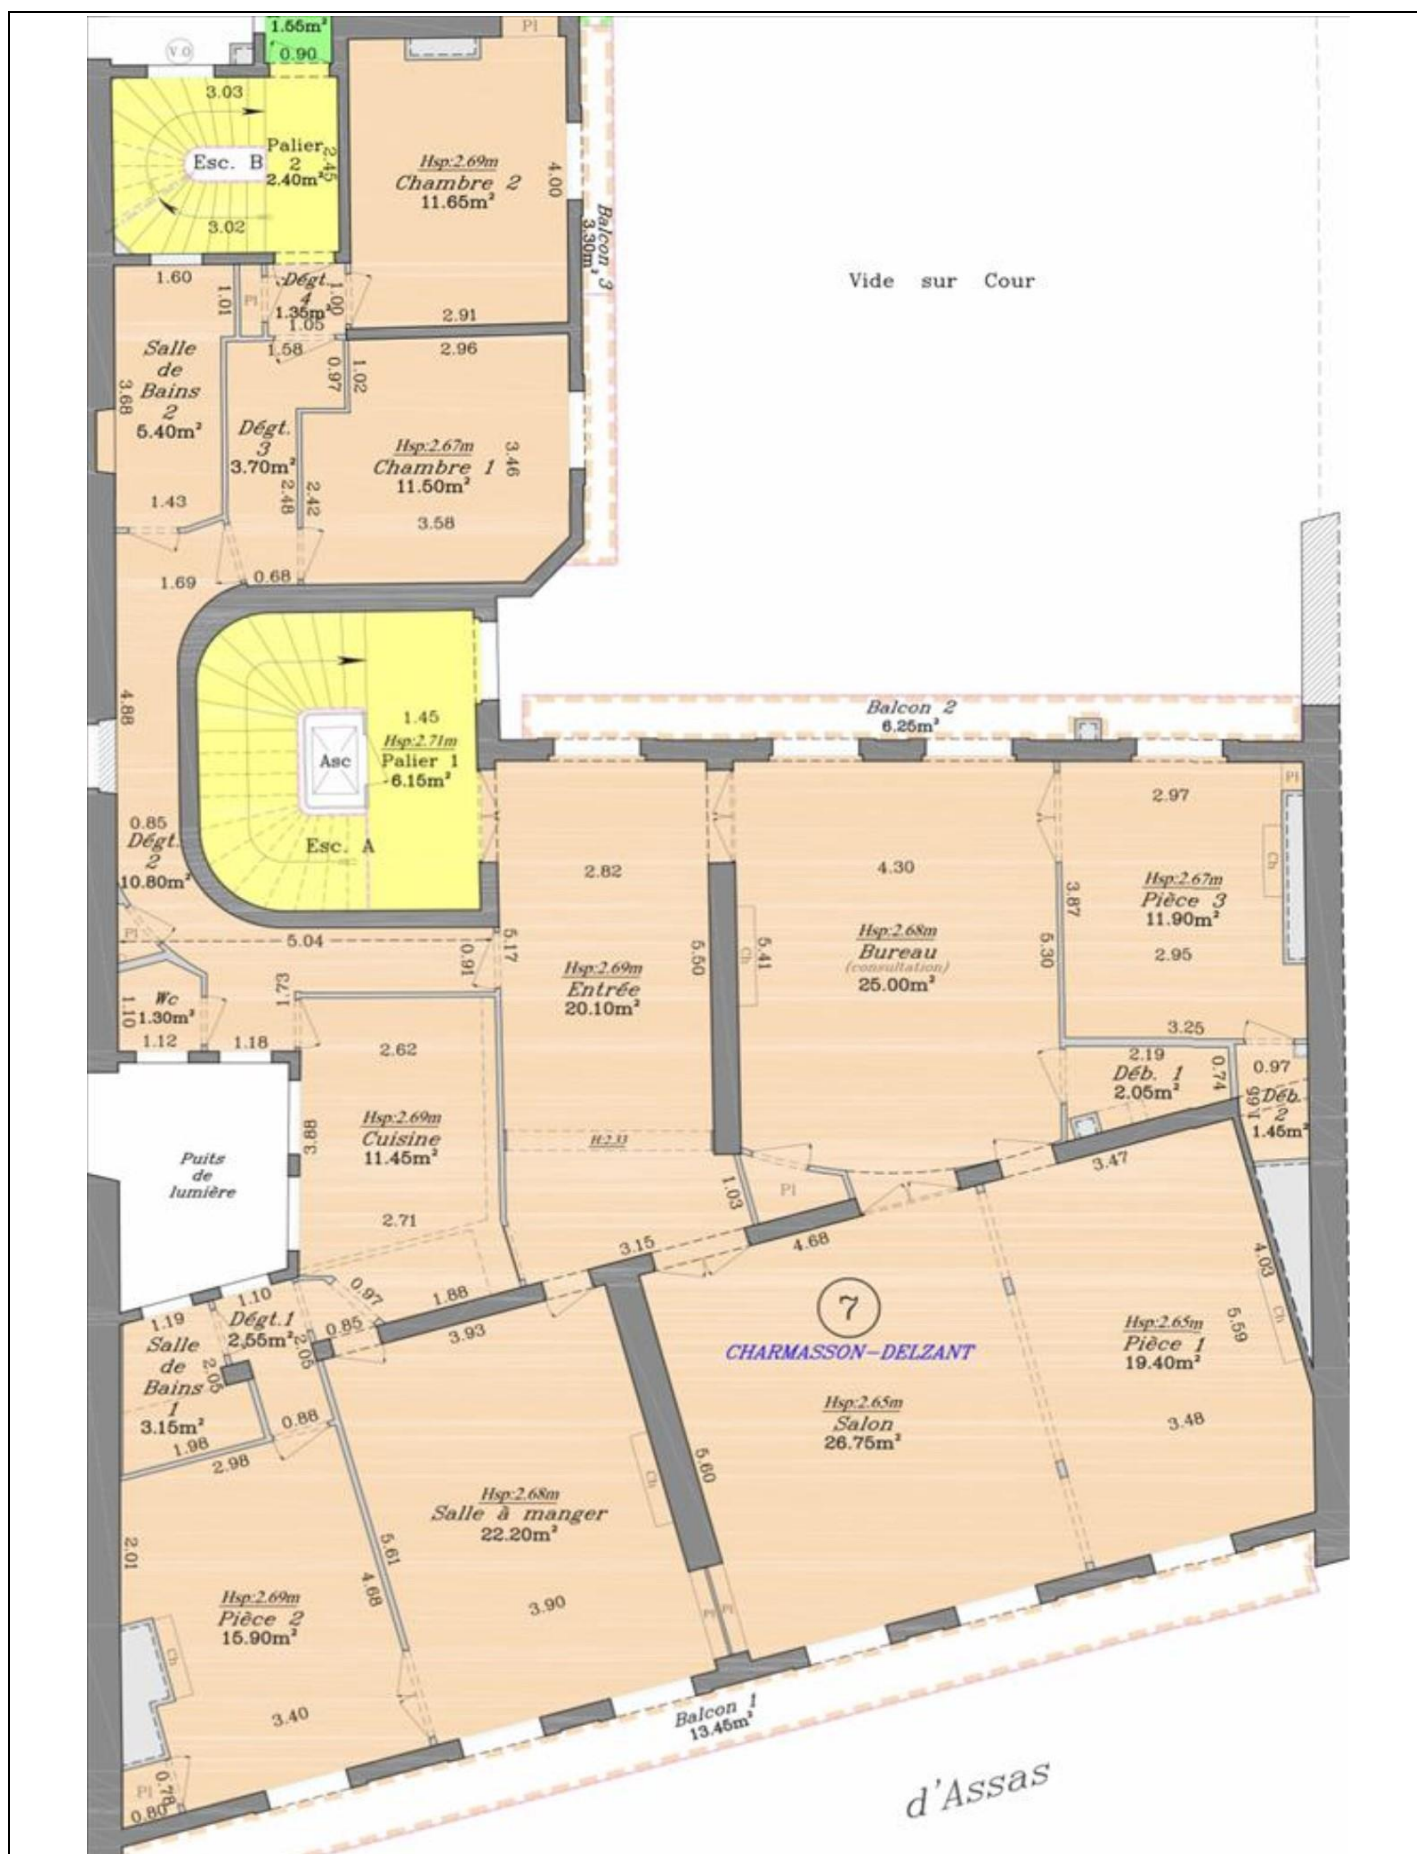 1.55m²
0.90
Pl
V.O
3.03
Palier
2
2.40m²
2.45
Esc. B
3.02
Hsp:2.69m
Chambre 2
11.65m²
4.00
2.91
Balcon 3
3.30m²
Vide sur Cour
1.60
1.01
Pl
Dégt.
4
1.35m²
1.00
1.05
Salle
de
Bains
2
5.40m²
3.68
1.43
1.58
0.97
1.02
2.96
Dégt.
3
3.70m²
2.48
2.42
Hsp:2.67m
Chambre 1
11.50m²
3.46
3.58
1.69
0.68
4.88
1.45
Hsp:2.71m
Palier 1
6.15m²
Asc
Esc. A
Balcon 2
6.25m²
0.85
Dégt.
2
10.80m²
Pl
5.04
0.91
5.17
2.82
5.50
Hsp:2.69m
Entrée
20.10m²
4.30
Ch
5.41
Hsp:2.68m
Bureau
(consultation)
25.00m²
5.30
3.87
2.97
Pl
Ch
Hsp:2.67m
Pièce 3
11.90m²
2.95
3.25
Wc
1.30m²
1.10
1.12
1.18
1.73
2.62
Hsp:2.69m
Cuisine
11.45m²
3.88
2.71
H:2.33
2.19
Déb. 1
2.05m²
0.74
0.97
Déb.
2
1.45m²
1.66
Puits
de
lumière
1.03
Pl
3.15
4.68
3.47
1.10
0.97
1.88
0.85
3.93
1.19
Dégt.1
2.55m²
2.05
2.05
Salle
de
Bains
1
3.15m²
1.98
0.88
2.98
7
CHARMASSON-DELZANT
Hsp:2.65m
Salon
26.75m²
5.60
Hsp:2.65m
Pièce 1
19.40m²
4.03
5.59
Ch
3.48
Ch
Hsp:2.68m
Salle à manger
22.20m²
5.61
4.68
3.90
2.01
Hsp:2.69m
Pièce 2
15.90m²
Ch
3.40
Pl
0.78
0.80
Pl
Pl
Balcon 1
13.45m²
d'Assas